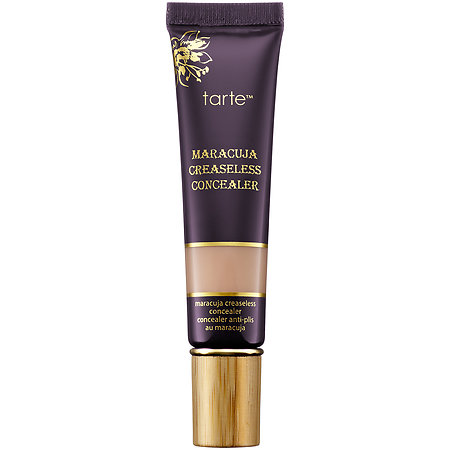 tarte™
MARACUJA
CREASELESS
CONCEALER
maracuja creaseless
concealer
concealer anti-plis
au maracuja